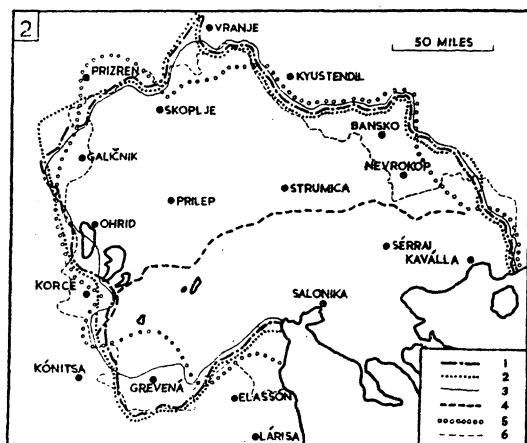 2
VRANJE
50 MILES
PRIZREN
KYUSTENDIL
SKOPLJE
BANSKO
GALIČNIK
NEVROKOP
STRUMICA
PRILEP
OHRID
SÉRRAI
KAVÁLLA
KORCË
SALONIKA
KÓNITSA
GREVENÁ
ELASSÓN
LÁRISA
1
2
3
4
5
6